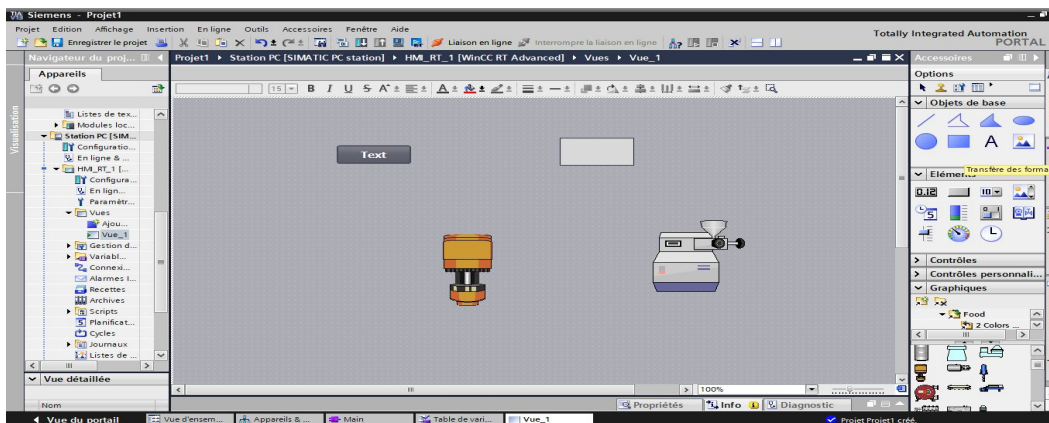 Siemens - Projet1
Projet Edition Affichage Insertion En ligne Outils Accessoires Fenêtre Aide
Totally Integrated Automation
PORTAL
Enregistrer le projet
Liaison en ligne
Interrompre la liaison en ligne
Navigateur du proj...
Projet1 ▸ Station PC [SIMATIC PC station] ▸ HMI_RT_1 [WinCC RT Advanced] ▸ Vues ▸ Vue_1
Accessoires
Appareils
Options
15
B I U S A
Visualisation
Listes de tex...
Modules loc...
Station PC [SIM...
Configuratio...
En ligne & ...
HMI_RT_1 [...
Configura...
En lign...
Paramétr...
Vues
Ajou...
Vue_1
Gestion d...
Variabl...
Connexi...
Alarmes i...
Recettes
Archives
Scripts
Planificat...
Cycles
Journaux
Listes de ...
Vue détaillée
Nom
Text
Objets de base
A
Transfère des forma
Elém
Contrôles
Contrôles personnali...
Graphiques
Food
2 Colors ...
100%
Propriétés
Info
Diagnostic
Vue du portail
Vue d'ensem...
Appareils & ...
Main
Table de vari...
Vue_1
Projet Projet1 créé.